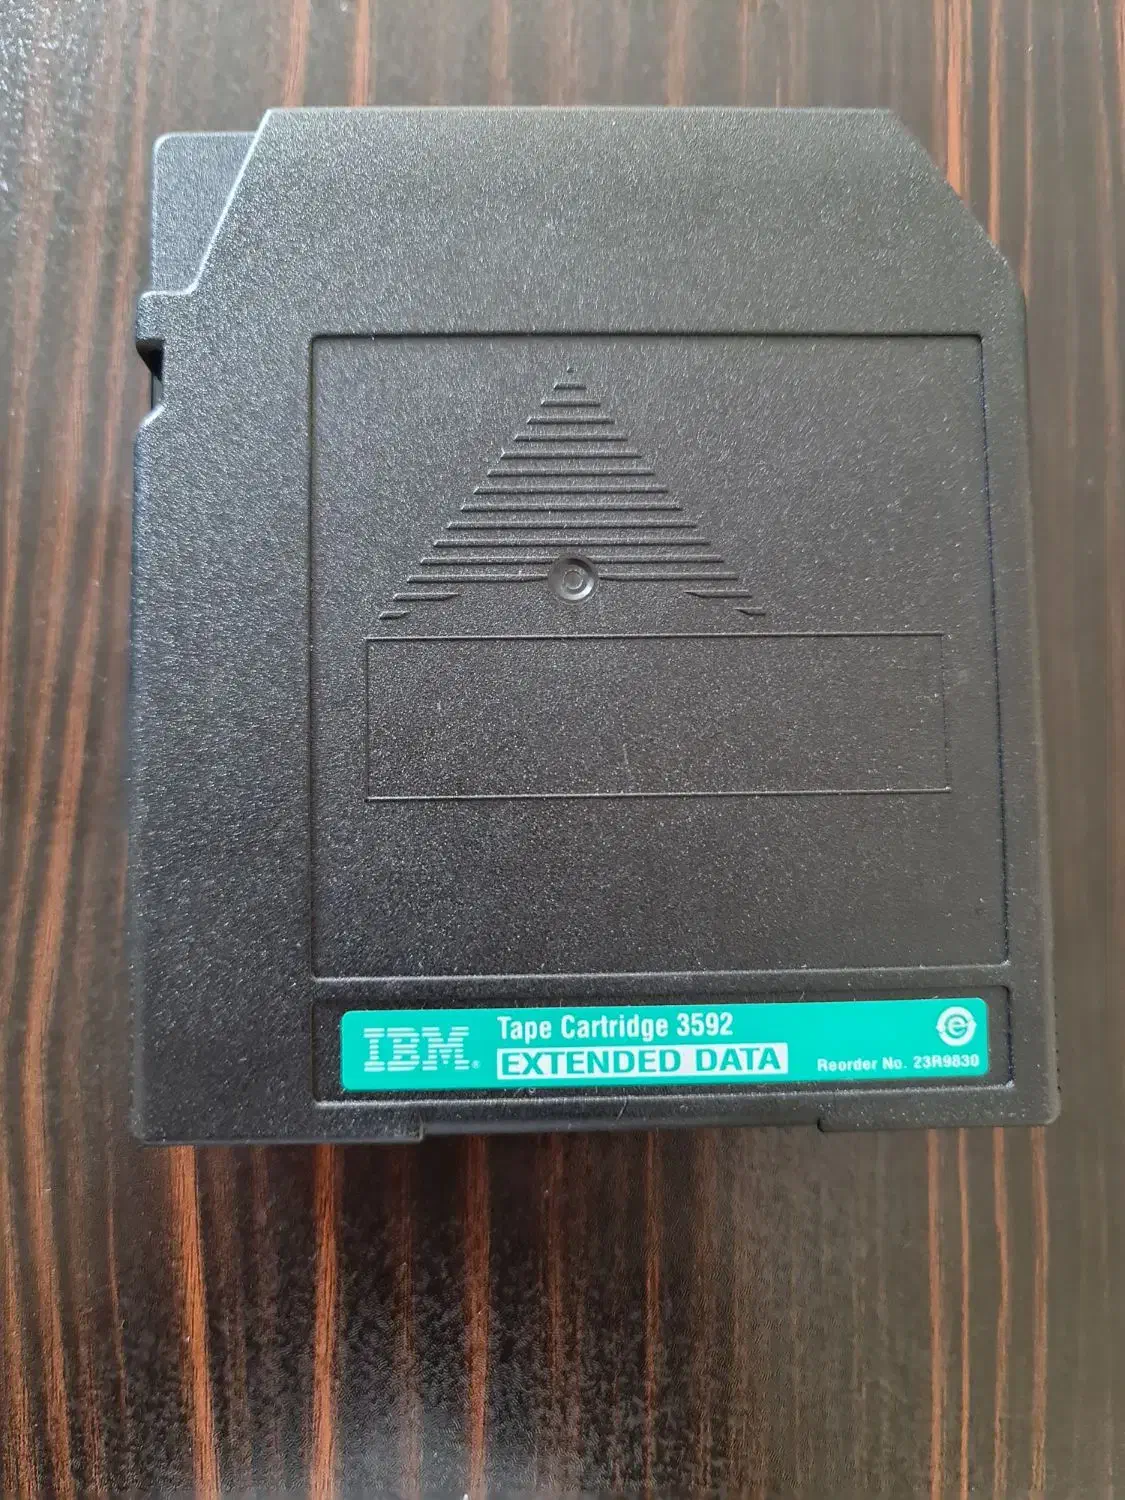 IBM®
Tape Cartridge 3592
EXTENDED DATA
Reorder No. 23R9830
e